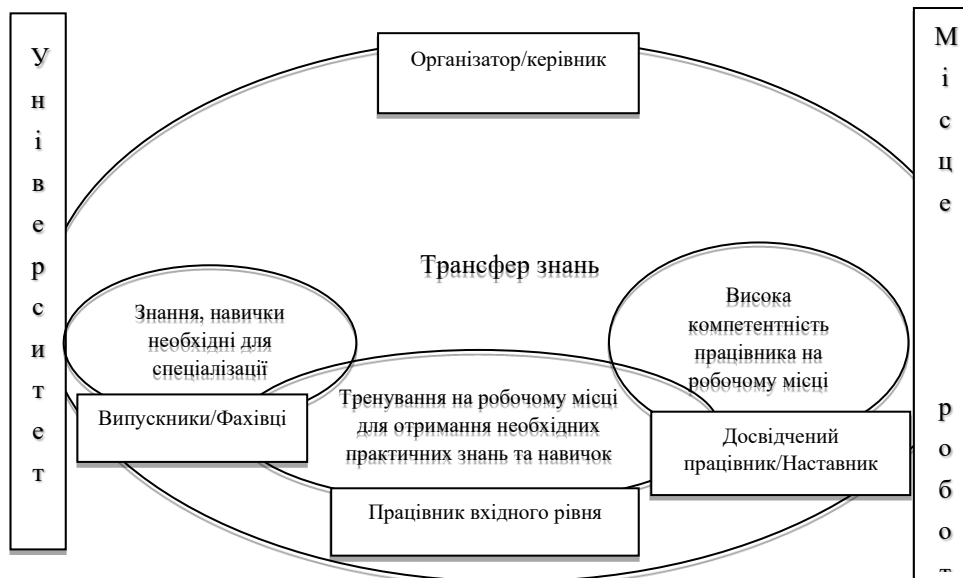 Університет
Організатор/керівник
Місце робот
Трансфер знань
Знання, навички
необхідні для
спеціалізації
Висока
компетентність
працівника на
робочому місці
Тренування на робочому місці
для отримання необхідних
практичних знань та навичок
Випускники/Фахівці
Досвідчений
працівник/Наставник
Працівник вхідного рівня